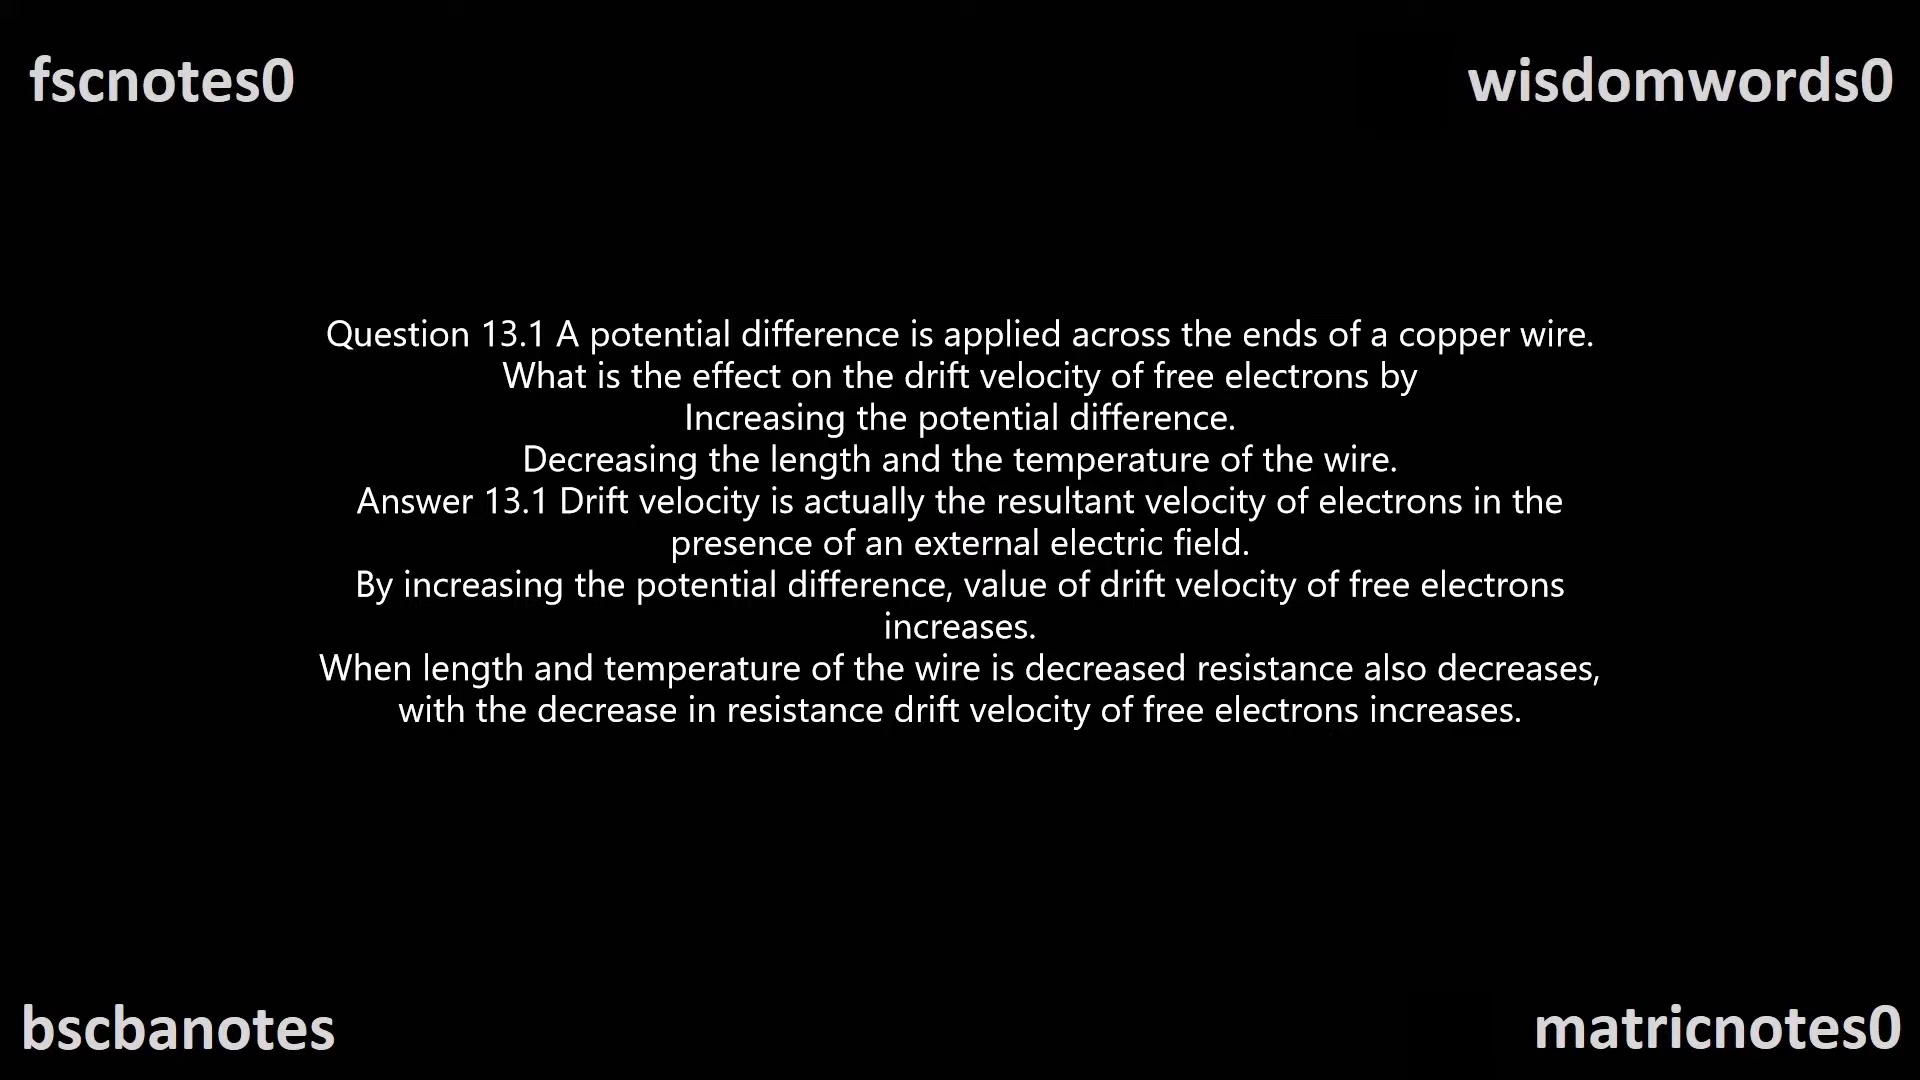 fscnotes0
wisdomwords0
Question 13.1 A potential difference is applied across the ends of a copper wire.
What is the effect on the drift velocity of free electrons by
Increasing the potential difference.
Decreasing the length and the temperature of the wire.
Answer 13.1 Drift velocity is actually the resultant velocity of electrons in the
presence of an external electric field.
By increasing the potential difference, value of drift velocity of free electrons
increases.
When length and temperature of the wire is decreased resistance also decreases,
with the decrease in resistance drift velocity of free electrons increases.
bscbanotes
matricnotes0